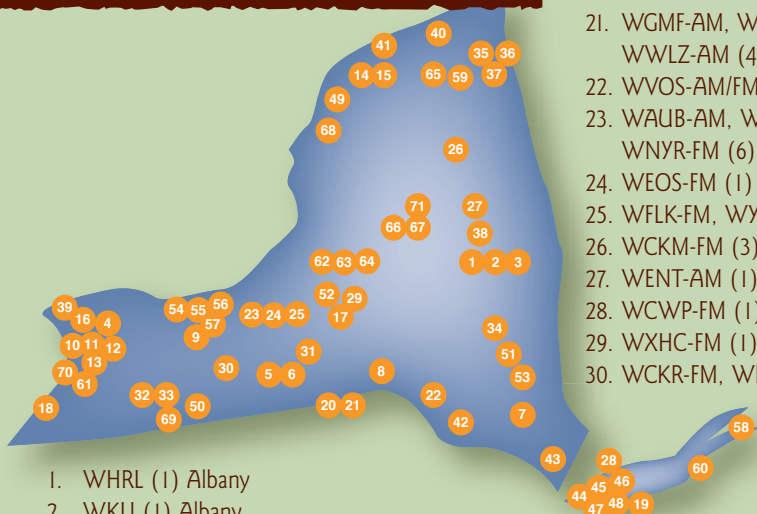 40
41
35 36
14 15
65 59 37
49
68
26
71
27
66 67
38
62 63 64
1 2 3
52 29
17
39
16 4
54 55 56
57
23 24 25
9
34
10 11 12
13
31
51
70
61
30
5 6
8
53
32 33
69
50
18
20 21
22
42
7
43
28
58
60
44 45 46
47 48 19
21. WGMF-AM, W
WWLZ-AM (4
22. WVOS-AM/FM
23. WAUB-AM, W
WNYR-FM (6)
24. WEOS-FM (1)
25. WFLK-FM, WY
26. WCKM-FM (3)
27. WENT-AM (1)
28. WCWP-FM (1)
29. WXHC-FM (1)
30. WCKR-FM, W
1. WHRL (1) Albany